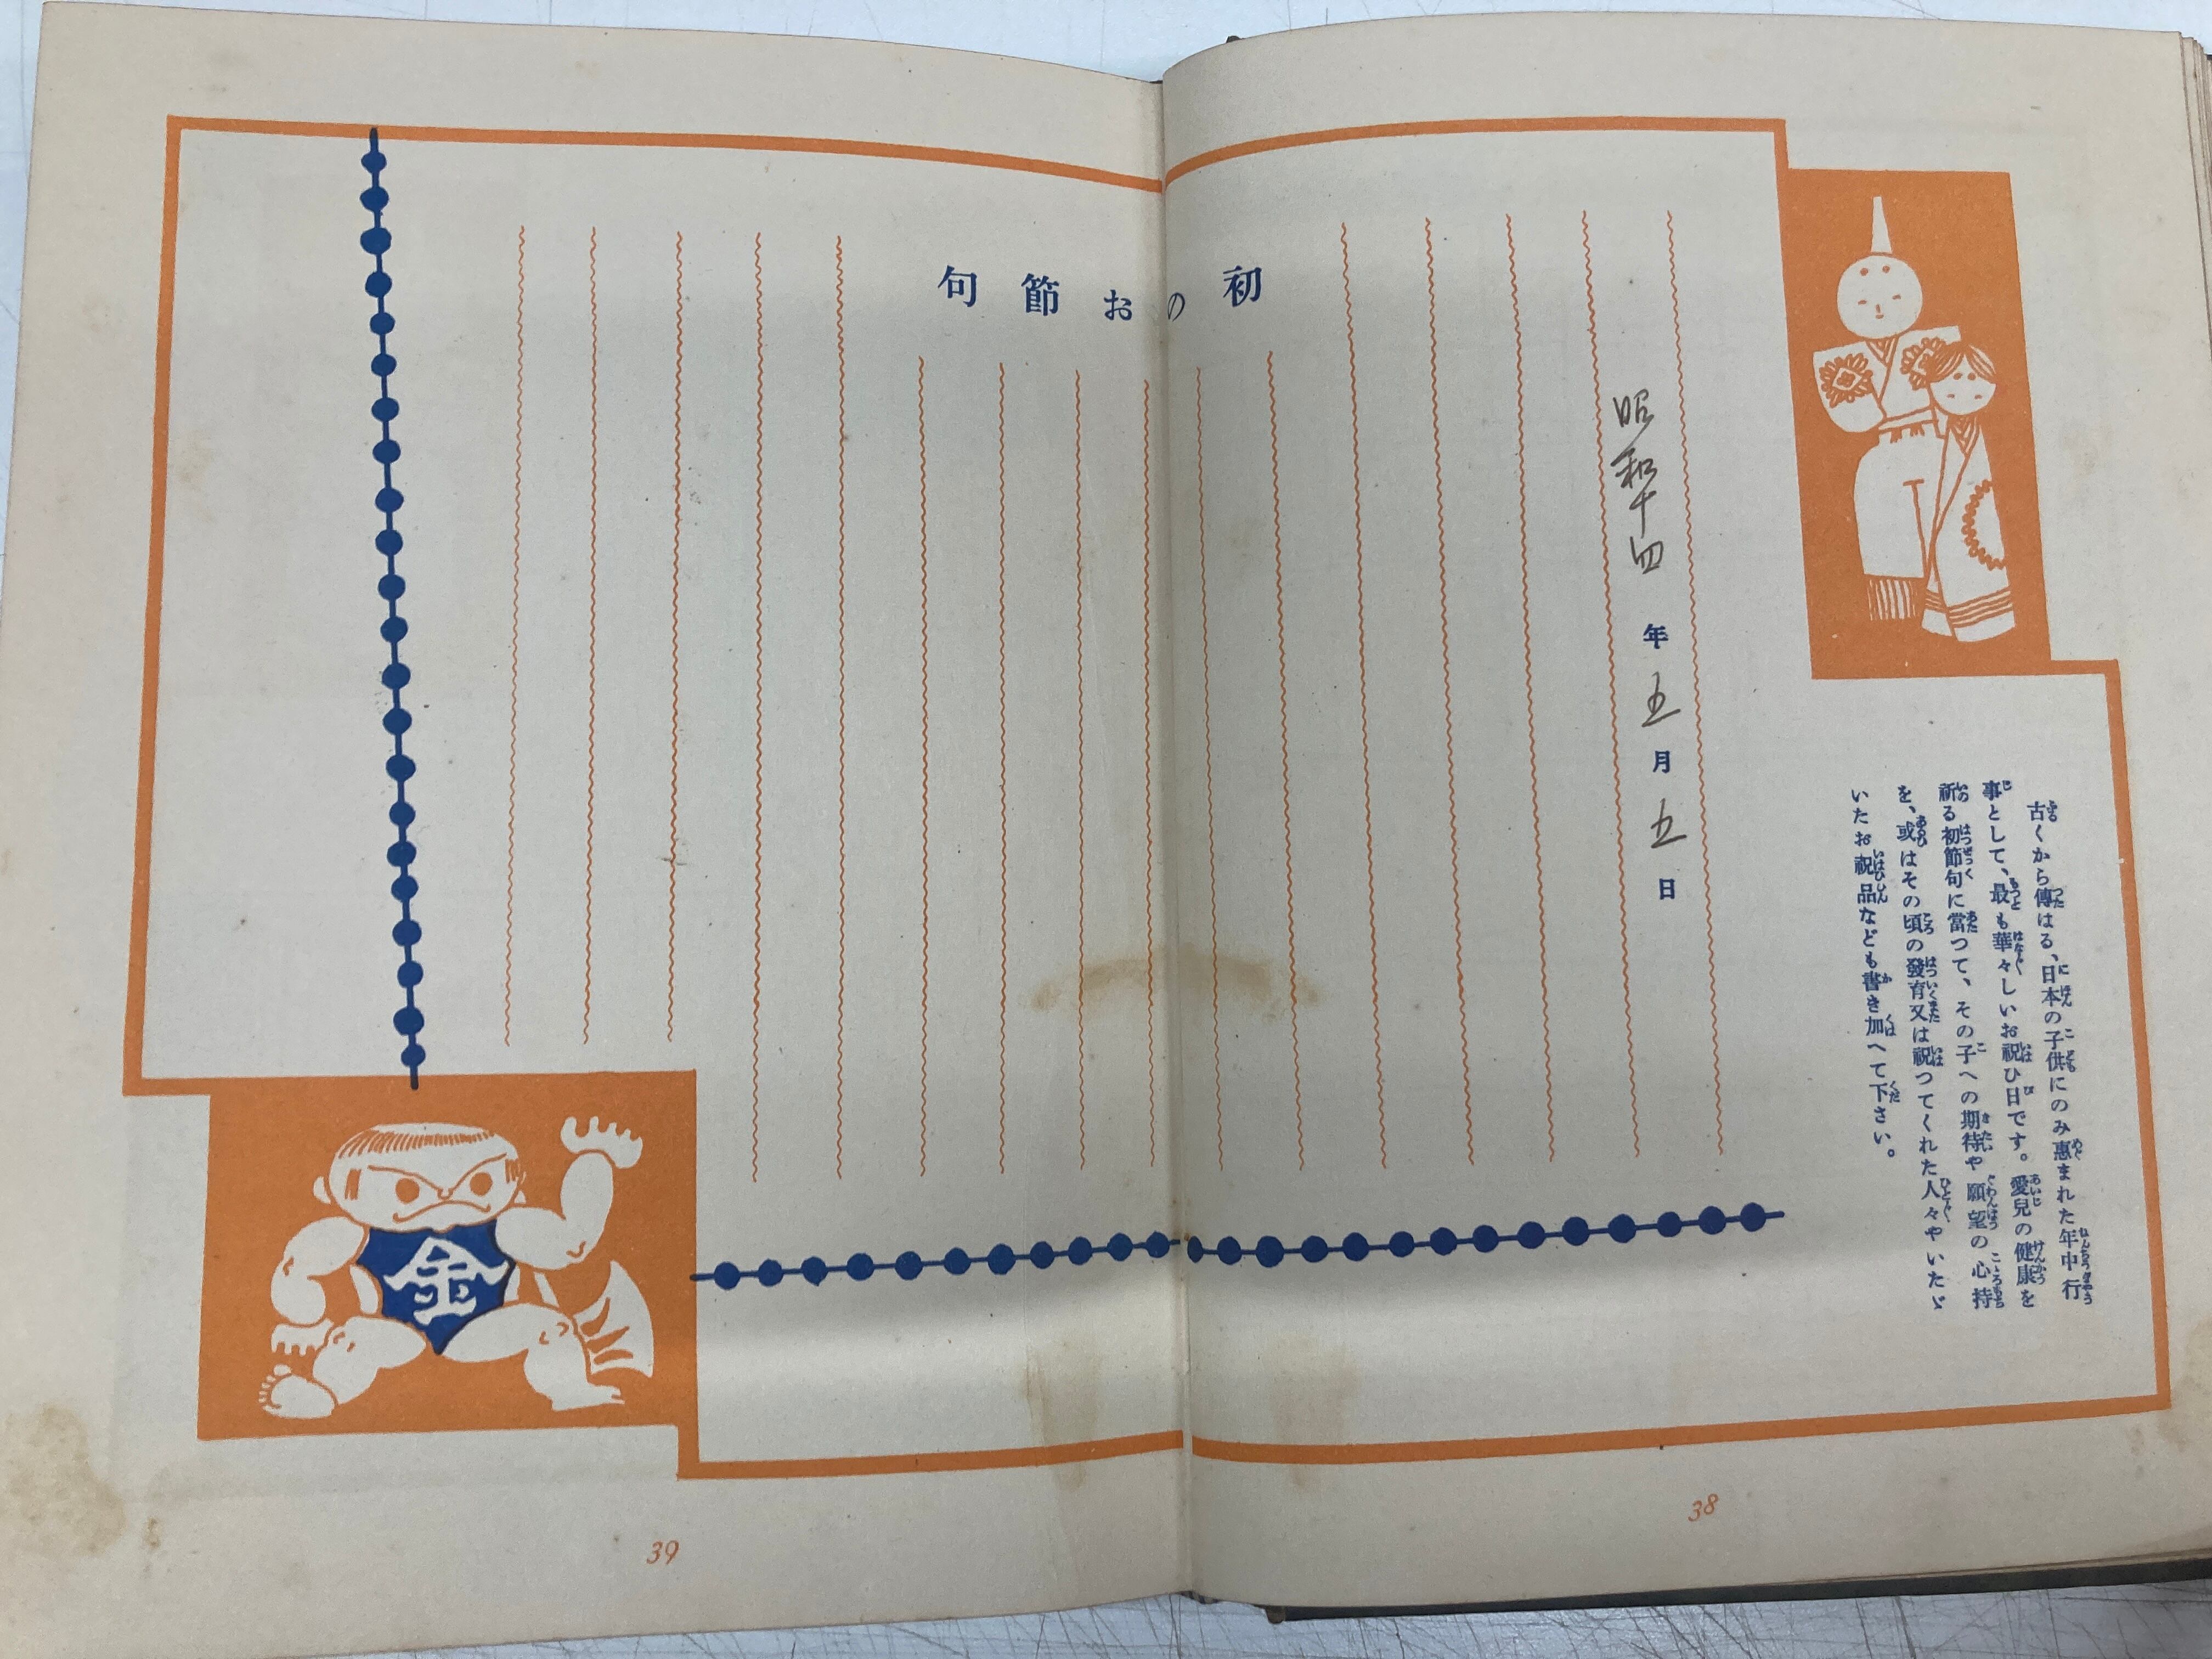 古くから傳はる、日本の子供にのみ惠まれた年中行
事として、最も華々しいお祝ひ日です。愛兒の健康を
祈る初節句に當つて、その子への期待や願望の心持
を、或はその頃の發育又は祝つてくれた人々やいたゞ
いたお祝品なども書き加へて下さい。
昭和十四年五月五日
初のお節句
金
38
39